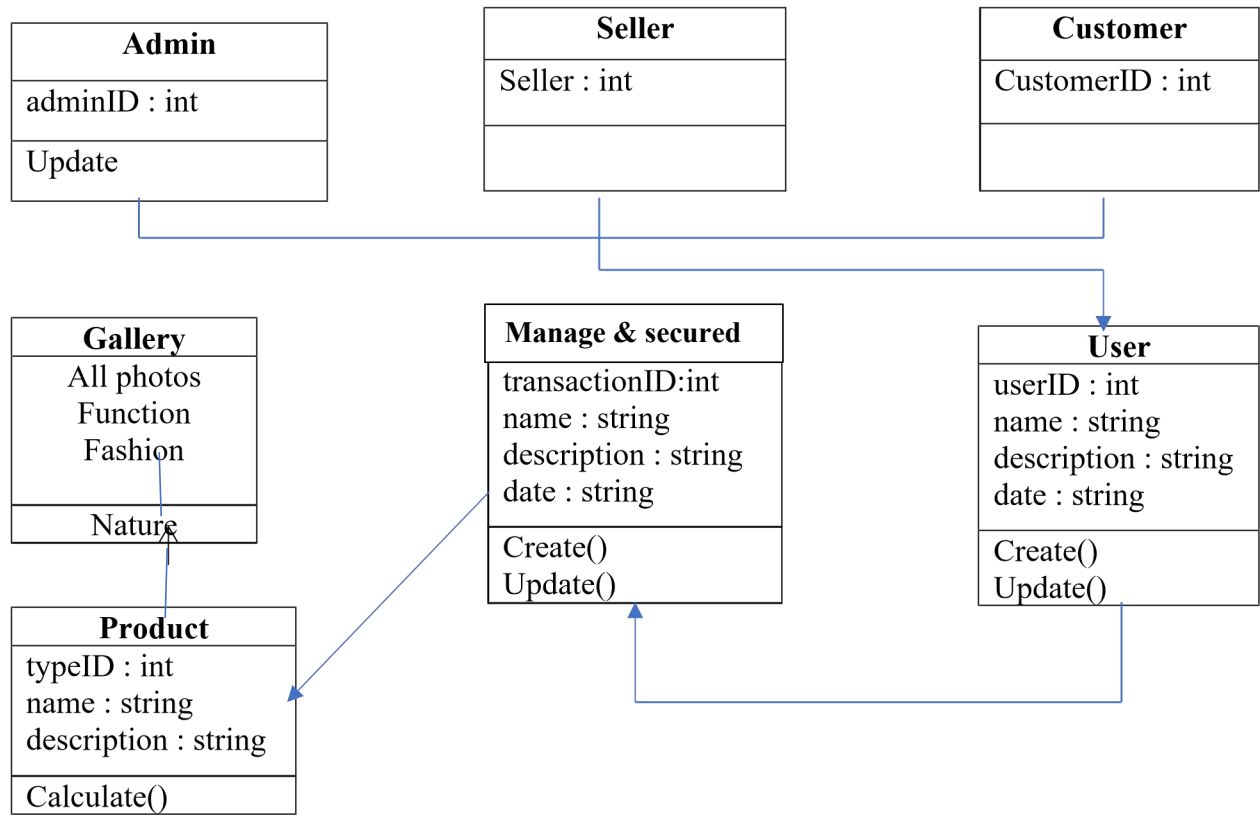 Admin
adminID : int
Update
Seller
Seller : int
Customer
CustomerID : int
Gallery
All photos
Function
Fashion
Nature
Manage & secured
transactionID:int
name : string
description : string
date : string
Create()
Update()
User
userID : int
name : string
description : string
date : string
Create()
Update()
Product
typeID : int
name : string
description : string
Calculate()